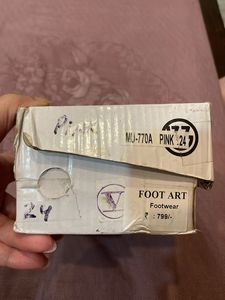 Pink
MU-770A PINK :24
24
V
FOOT ART
Footwear
₹ : 799/-